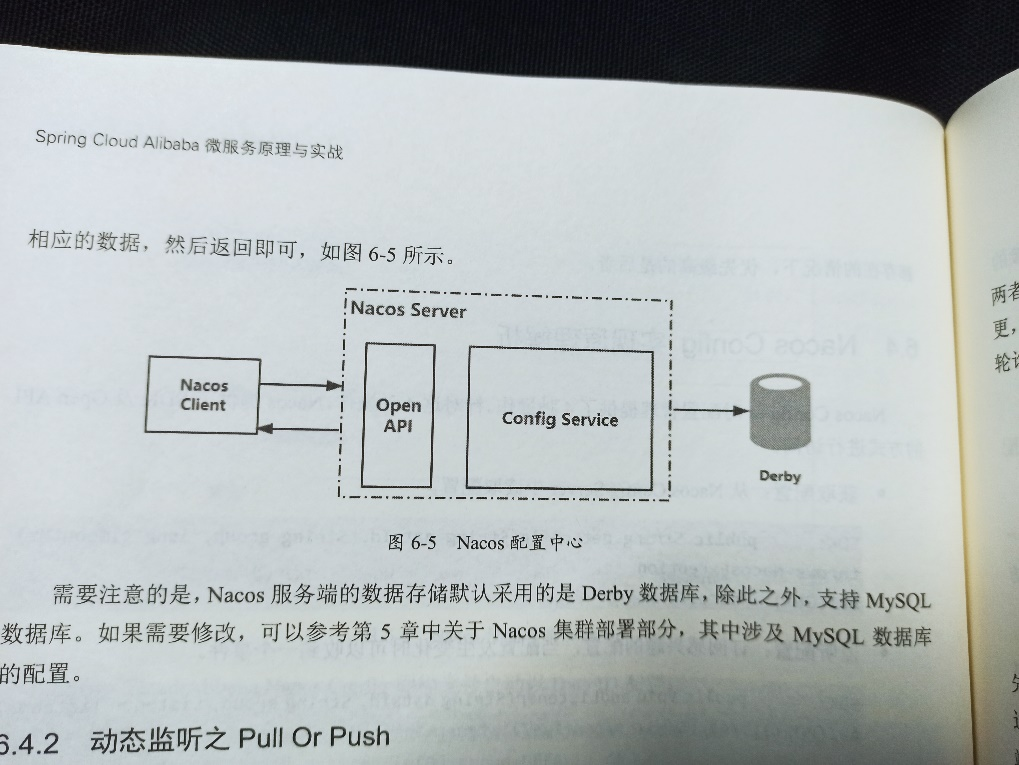 Spring Cloud Alibaba 微服务原理与实战
相应的数据，然后返回即可，如图 6-5 所示。
Nacos Server
Nacos
Client
Open
API
Config Service
Derby
图 6-5 Nacos 配置中心
需要注意的是，Nacos 服务端的数据存储默认采用的是 Derby 数据库，除此之外，支持 MySQL
数据库。如果需要修改，可以参考第 5 章中关于 Nacos 集群部署部分，其中涉及 MySQL 数据库
的配置。
6.4.2 动态监听之 Pull Or Push
两者
更，